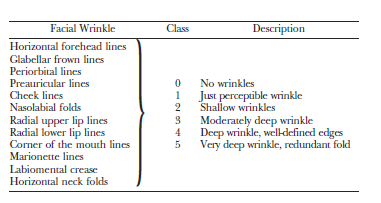 Facial Wrinkle Class Description
Horizontal forehead lines
Glabellar frown lines
Periorbital lines
Preauricular lines 0 No wrinkles
Cheek lines 1 Just perceptible wrinkle
Nasolabial folds 2 Shallow wrinkles
Radial upper lip lines 3 Moderately deep wrinkle
Radial lower lip lines 4 Deep wrinkle, well-defined edges
Corner of the mouth lines 5 Very deep wrinkle, redundant fold
Marionette lines
Labiomental crease
Horizontal neck folds